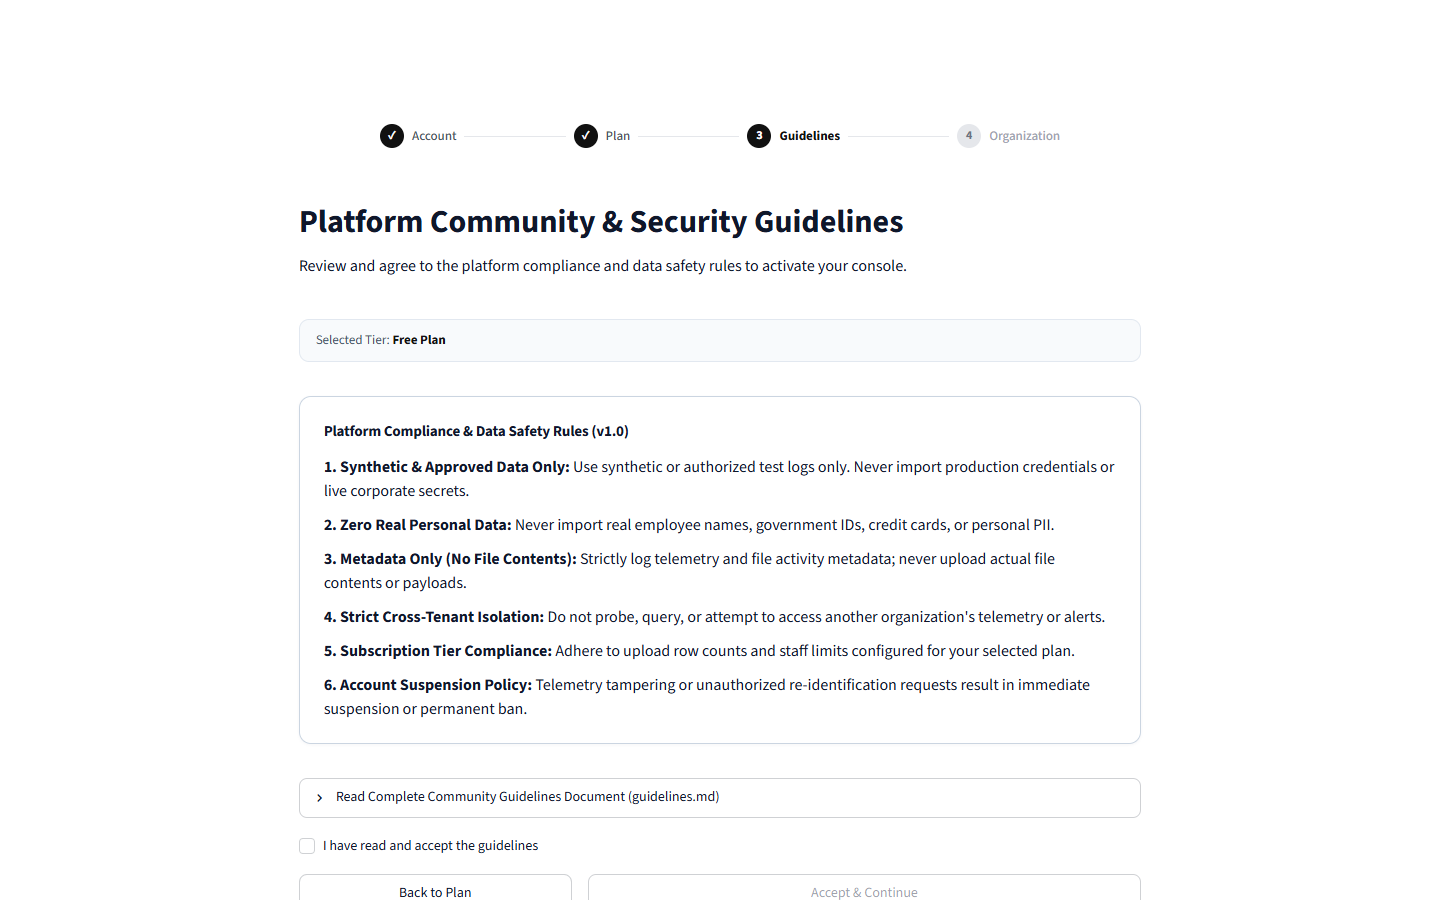 ✓ Account ✓ Plan 3 Guidelines 4 Organization
Platform Community & Security Guidelines
Review and agree to the platform compliance and data safety rules to activate your console.
Selected Tier: Free Plan
Platform Compliance & Data Safety Rules (v1.0)
1. Synthetic & Approved Data Only: Use synthetic or authorized test logs only. Never import production credentials or
live corporate secrets.
2. Zero Real Personal Data: Never import real employee names, government IDs, credit cards, or personal PII.
3. Metadata Only (No File Contents): Strictly log telemetry and file activity metadata; never upload actual file
contents or payloads.
4. Strict Cross-Tenant Isolation: Do not probe, query, or attempt to access another organization's telemetry or alerts.
5. Subscription Tier Compliance: Adhere to upload row counts and staff limits configured for your selected plan.
6. Account Suspension Policy: Telemetry tampering or unauthorized re-identification requests result in immediate
suspension or permanent ban.
Read Complete Community Guidelines Document (guidelines.md)
I have read and accept the guidelines
Back to Plan Accept & Continue